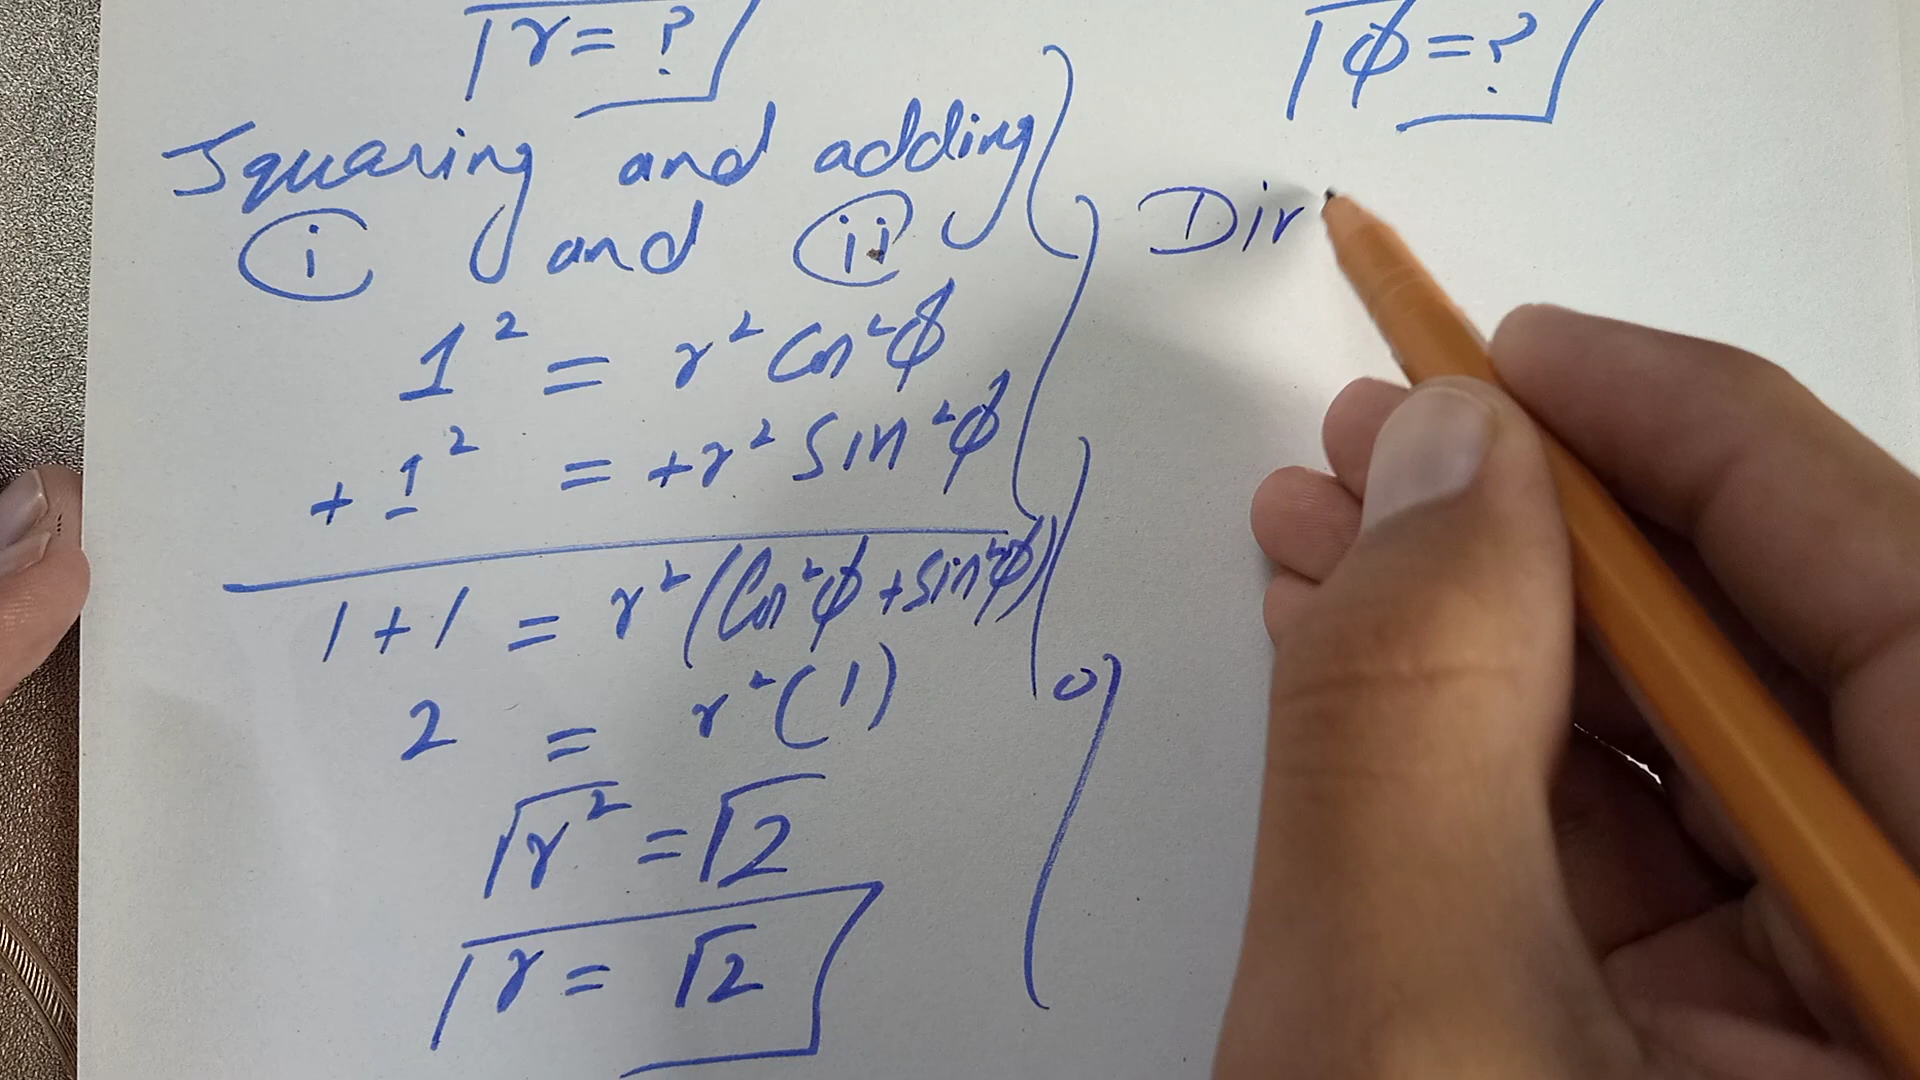 r = ?
φ = ?
Squaring and adding
(i) and (ii)
1² = r² Cos²φ
+ 1² = + r² Sin²φ
1 + 1 = r² (Cos²φ + Sin²φ)
2 = r² (1)
√r² = √2
r = √2
Dir